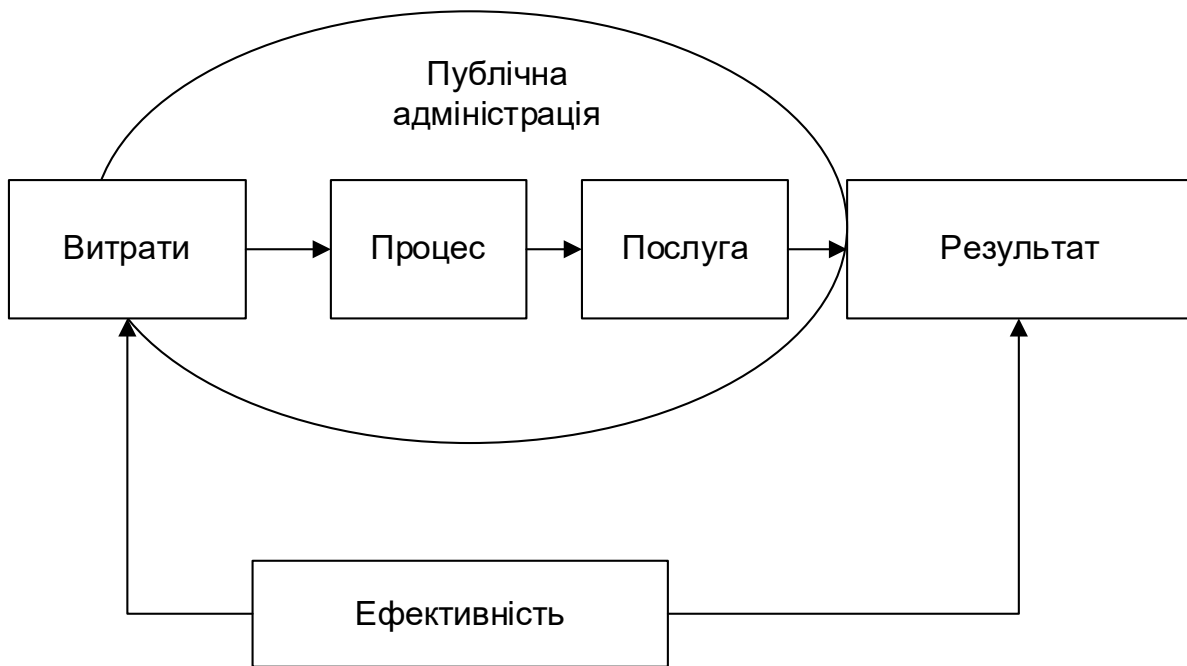 Публічна
адміністрація
Витрати
Процес
Послуга
Результат
Ефективність